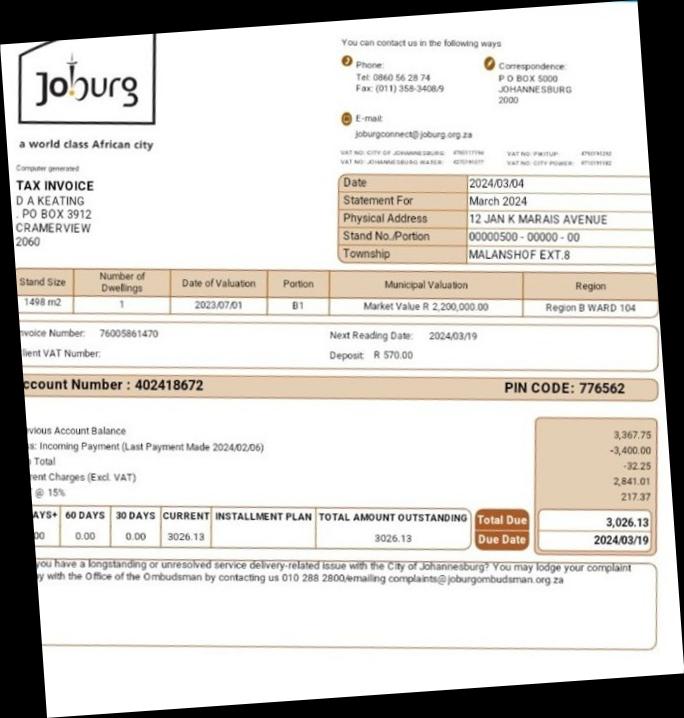 You can contact us in the following ways
Joburg
a world class African city
Phone:
Tel: 0860 56 28 74
Fax: (011) 358-3408/9
Correspondence:
P O BOX 5000
JOHANNESBURG
2000
E-mail:
joburgconnect@joburg.org.za
VAT NO: CITY OF JOHANNESBURG:
VAT NO: PIKITUP:
VAT NO: JOHANNESBURG WATER:
VAT NO: CITY POWER:
Computer generated
TAX INVOICE
D A KEATING
. PO BOX 3912
CRAMERVIEW
2060
Date 2024/03/04
Statement For March 2024
Physical Address 12 JAN K MARAIS AVENUE
Stand No./Portion 00000500 - 00000 - 00
Township MALANSHOF EXT.8
Stand Size Number of Dwellings Date of Valuation Portion Municipal Valuation Region
1498 m2 1 2023/07/01 B1 Market Value R 2,200,000.00 Region B WARD 104
nvoice Number: 76005861470 Next Reading Date: 2024/03/19
lient VAT Number: Deposit: R 570.00
ccount Number : 402418672 PIN CODE: 776562
vious Account Balance 3,367.75
s: Incoming Payment (Last Payment Made 2024/02/06) -3,400.00
Total -32.25
rent Charges (Excl. VAT) 2,841.01
@ 15% 217.37
AYS+ 60 DAYS 30 DAYS CURRENT INSTALLMENT PLAN TOTAL AMOUNT OUTSTANDING Total Due 3,026.13
00 0.00 0.00 3026.13 3026.13 Due Date 2024/03/19
you have a longstanding or unresolved service delivery-related issue with the City of Johannesburg? You may lodge your complaint
y with the Office of the Ombudsman by contacting us 010 288 2800/emailing complaints@joburgombudsman.org.za